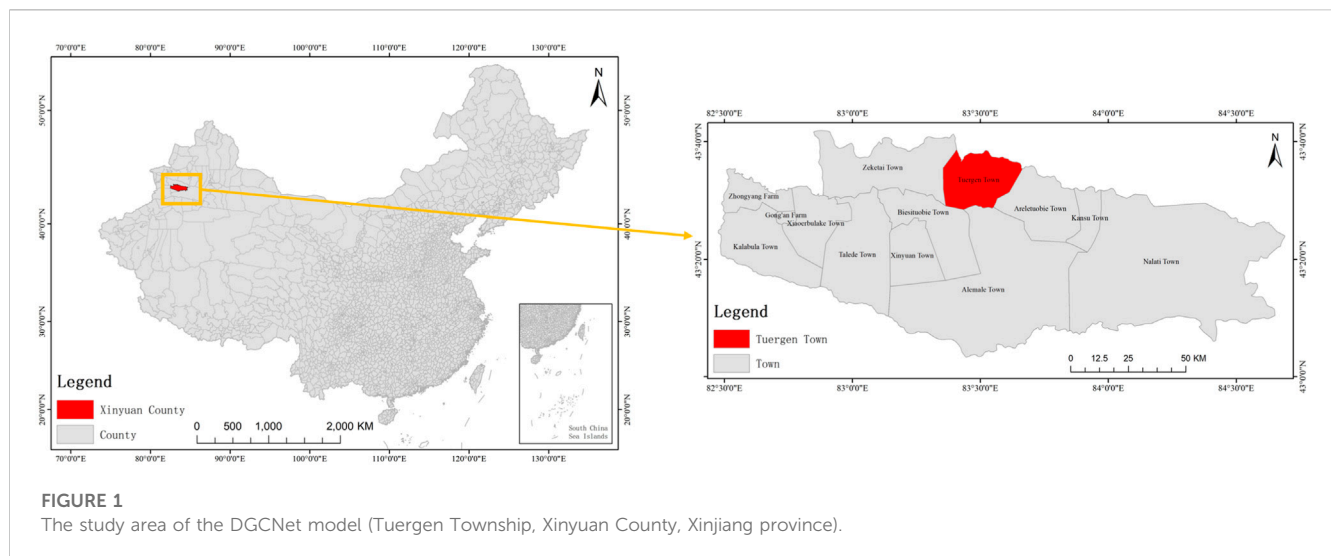 70°0'0"E 80°0'0"E 90°0'0"E 100°0'0"E 110°0'0"E 120°0'0"E 130°0'0"E
50°0'0"N
40°0'0"N
30°0'0"N
20°0'0"N
50°0'0"N
40°0'0"N
30°0'0"N
20°0'0"N
N
Legend
Xinyuan County
County
0 500 1,000 2,000 KM
South China
Sea Islands
70°0'0"E 80°0'0"E 90°0'0"E 100°0'0"E 110°0'0"E 120°0'0"E 130°0'0"E
82°30'0"E 83°0'0"E 83°30'0"E 84°0'0"E 84°30'0"E
43°40'0"N
43°20'0"N
43°40'0"N
43°20'0"N
43°0'0"N
N
Zeketai Town
Tuergen Town
Zhongyang Farm
Gong'an Farm
Xiaoerbulake Town
Biesituobie Town
Areletuobie Town
Kansu Town
Kalabula Town
Talede Town
Xinyuan Town
Nalati Town
Alemale Town
Legend
Tuergen Town
Town
0 12.5 25 50 KM
82°30'0"E 83°0'0"E 83°30'0"E 84°0'0"E 84°30'0"E
FIGURE 1
The study area of the DGCNet model (Tuergen Township, Xinyuan County, Xinjiang province).